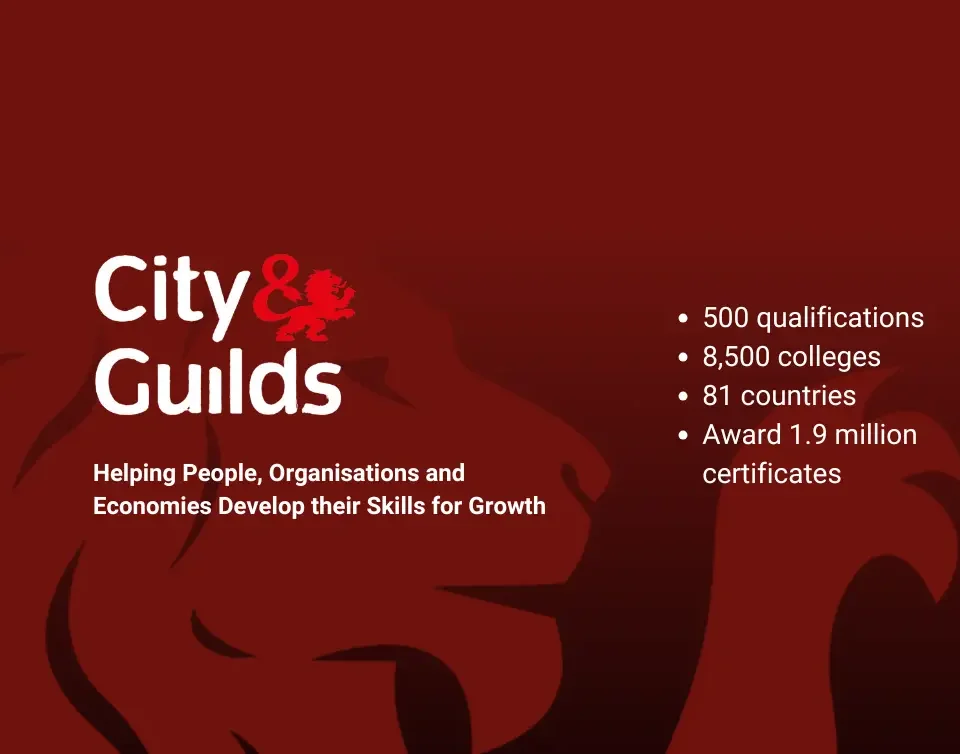 City &
Guilds
Helping People, Organisations and
Economies Develop their Skills for Growth
• 500 qualifications
• 8,500 colleges
• 81 countries
• Award 1.9 million
certificates